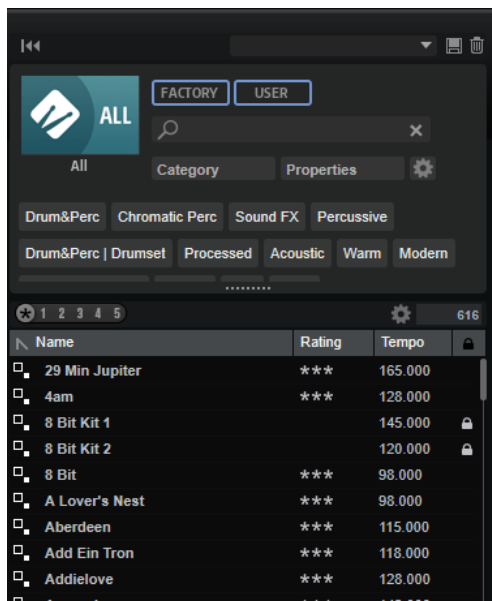 ALL
FACTORY USER
All
Category Properties
Drum&Perc Chromatic Perc Sound FX Percussive
Drum&Perc | Drumset Processed Acoustic Warm Modern
1 2 3 4 5 616
Name Rating Tempo
29 Min Jupiter *** 165.000
4am *** 128.000
8 Bit Kit 1 145.000
8 Bit Kit 2 120.000
8 Bit *** 98.000
A Lover's Nest *** 98.000
Aberdeen *** 115.000
Add Ein Tron *** 118.000
Addielove *** 128.000